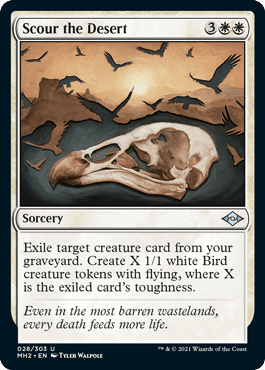 Scour the Desert 3
Sorcery
Exile target creature card from your
graveyard. Create X 1/1 white Bird
creature tokens with flying, where X
is the exiled card's toughness.
Even in the most barren wastelands,
every death feeds more life.
028/303 U
MH2 • EN TYLER WALPOLE
™ & © 2021 Wizards of the Coast